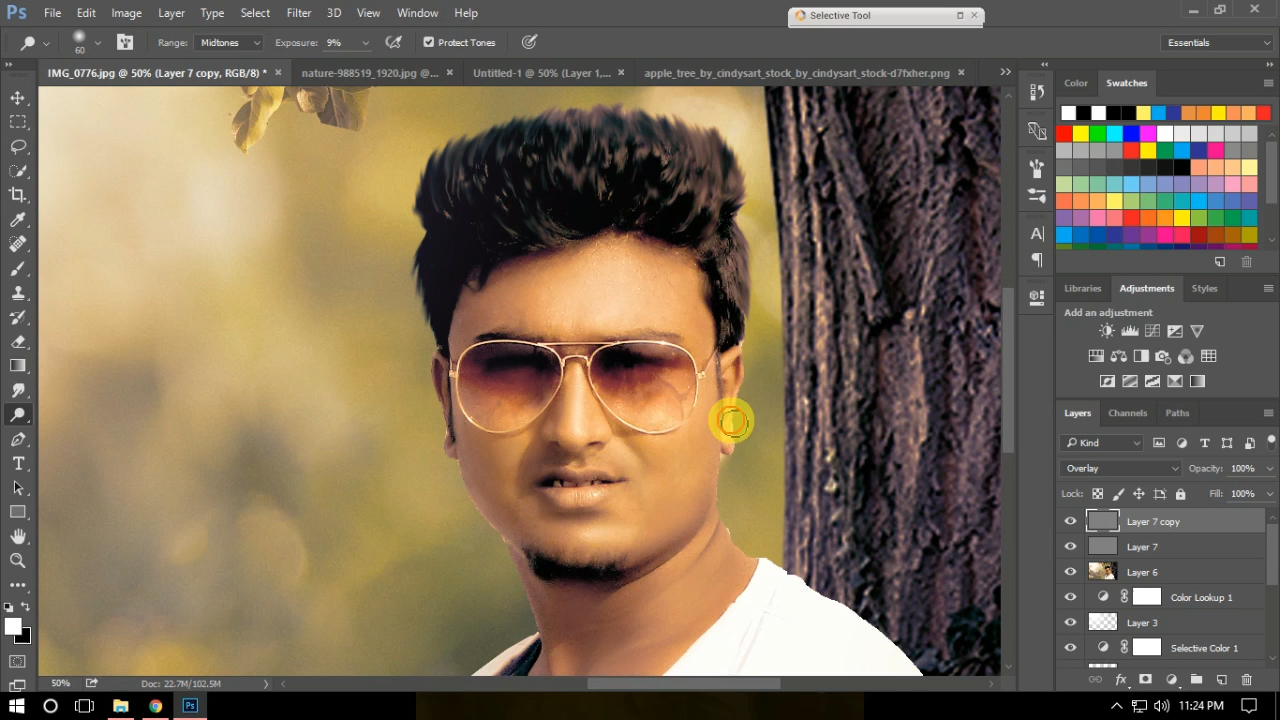 Ps File Edit Image Layer Type Select Filter 3D View Window Help
Selective Tool
60 Range: Midtones Exposure: 9% Protect Tones Essentials
IMG_0776.jpg @ 50% (Layer 7 copy, RGB/8) * nature-988519_1920.jpg @... Untitled-1 @ 50% (Layer 1,... apple_tree_by_cindysart_stock_by_cindysart_stock-d7fxher.png
Color Swatches
Libraries Adjustments Styles
Add an adjustment
Layers Channels Paths
Kind
Overlay Opacity: 100%
Lock: Fill: 100%
Layer 7 copy
Layer 7
Layer 6
Color Lookup 1
Layer 3
Selective Color 1
50% Doc: 22.7M/102.5M
Ps 11:24 PM